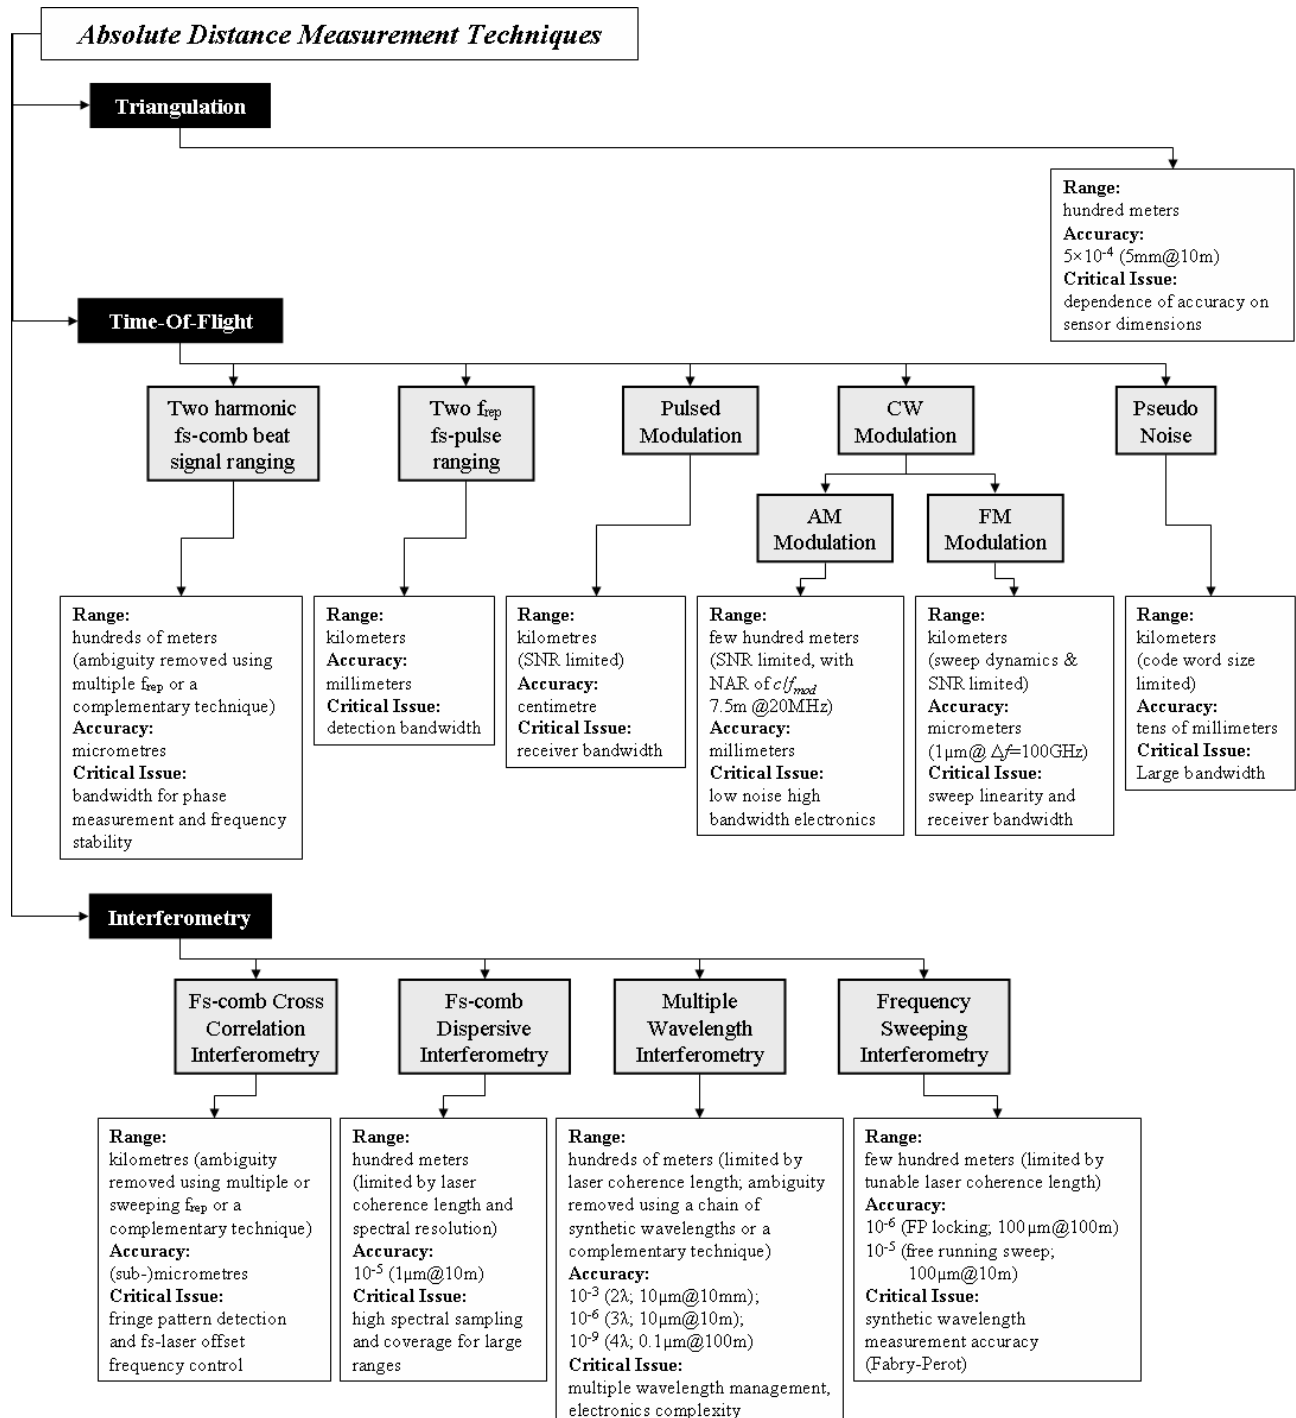 Absolute Distance Measurement Techniques
Triangulation
Range:
hundred meters
Accuracy:
5×10⁻⁴ (5mm@10m)
Critical Issue:
dependence of accuracy on
sensor dimensions
Time-Of-Flight
Two harmonic
fs-comb beat
signal ranging
Two f_rep
fs-pulse
ranging
Pulsed
Modulation
CW
Modulation
Pseudo
Noise
AM
Modulation
FM
Modulation
Range:
hundreds of meters
(ambiguity removed using
multiple f_rep or a
complementary technique)
Accuracy:
micrometres
Critical Issue:
bandwidth for phase
measurement and frequency
stability
Range:
kilometers
Accuracy:
millimeters
Critical Issue:
detection bandwidth
Range:
kilometres
(SNR limited)
Accuracy:
centimetre
Critical Issue:
receiver bandwidth
Range:
few hundred meters
(SNR limited, with
NAR of c/f_mod
7.5m @20MHz)
Accuracy:
millimeters
Critical Issue:
low noise high
bandwidth electronics
Range:
kilometers
(sweep dynamics &
SNR limited)
Accuracy:
micrometers
(1μm@ Δf=100GHz)
Critical Issue:
sweep linearity and
receiver bandwidth
Range:
kilometers
(code word size
limited)
Accuracy:
tens of millimeters
Critical Issue:
Large bandwidth
Interferometry
Fs-comb Cross
Correlation
Interferometry
Fs-comb
Dispersive
Interferometry
Multiple
Wavelength
Interferometry
Frequency
Sweeping
Interferometry
Range:
kilometres (ambiguity
removed using multiple or
sweeping f_rep or a
complementary technique)
Accuracy:
(sub-)micrometres
Critical Issue:
fringe pattern detection
and fs-laser offset
frequency control
Range:
hundred meters
(limited by laser
coherence length and
spectral resolution)
Accuracy:
10⁻⁵ (1μm@10m)
Critical Issue:
high spectral sampling
and coverage for large
ranges
Range:
hundreds of meters (limited by
laser coherence length; ambiguity
removed using a chain of
synthetic wavelengths or a
complementary technique)
Accuracy:
10⁻³ (2λ; 10μm@10mm);
10⁻⁶ (3λ; 10μm@10m);
10⁻⁹ (4λ; 0.1μm@100m)
Critical Issue:
multiple wavelength management,
electronics complexity
Range:
few hundred meters (limited by
tunable laser coherence length)
Accuracy:
10⁻⁶ (FP locking; 100μm@100m)
10⁻⁵ (free running sweep;
100μm@10m)
Critical Issue:
synthetic wavelength
measurement accuracy
(Fabry-Perot)